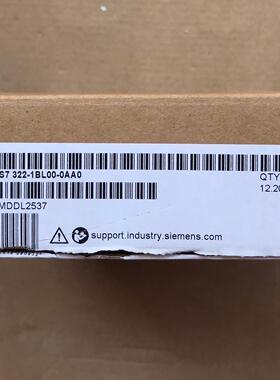 S7 322-1BL00-0AA0
QTY
12.20
MDDL2537
support.industry.siemens.com